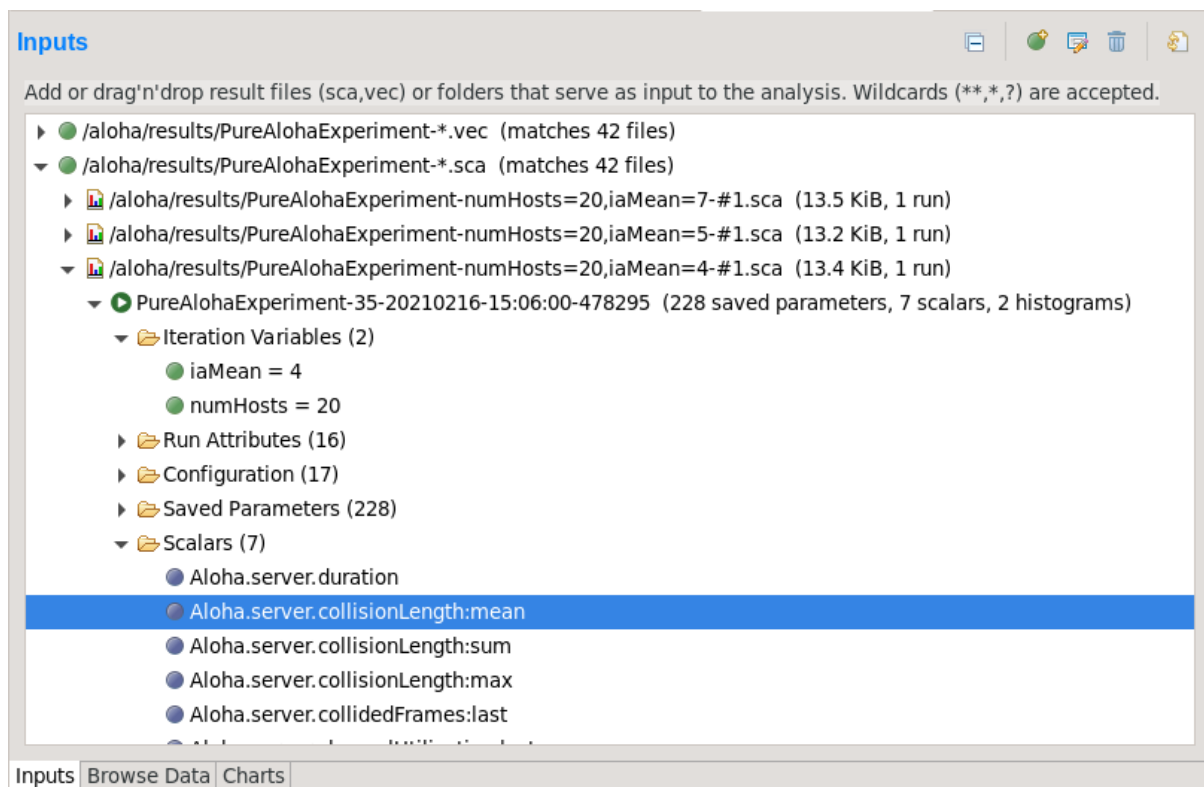 Inputs
Add or drag'n'drop result files (sca,vec) or folders that serve as input to the analysis. Wildcards (**,*,?) are accepted.
/aloha/results/PureAlohaExperiment-*.vec (matches 42 files)
/aloha/results/PureAlohaExperiment-*.sca (matches 42 files)
/aloha/results/PureAlohaExperiment-numHosts=20,iaMean=7-#1.sca (13.5 KiB, 1 run)
/aloha/results/PureAlohaExperiment-numHosts=20,iaMean=5-#1.sca (13.2 KiB, 1 run)
/aloha/results/PureAlohaExperiment-numHosts=20,iaMean=4-#1.sca (13.4 KiB, 1 run)
PureAlohaExperiment-35-20210216-15:06:00-478295 (228 saved parameters, 7 scalars, 2 histograms)
Iteration Variables (2)
iaMean = 4
numHosts = 20
Run Attributes (16)
Configuration (17)
Saved Parameters (228)
Scalars (7)
Aloha.server.duration
Aloha.server.collisionLength:mean
Aloha.server.collisionLength:sum
Aloha.server.collisionLength:max
Aloha.server.collidedFrames:last
Inputs Browse Data Charts